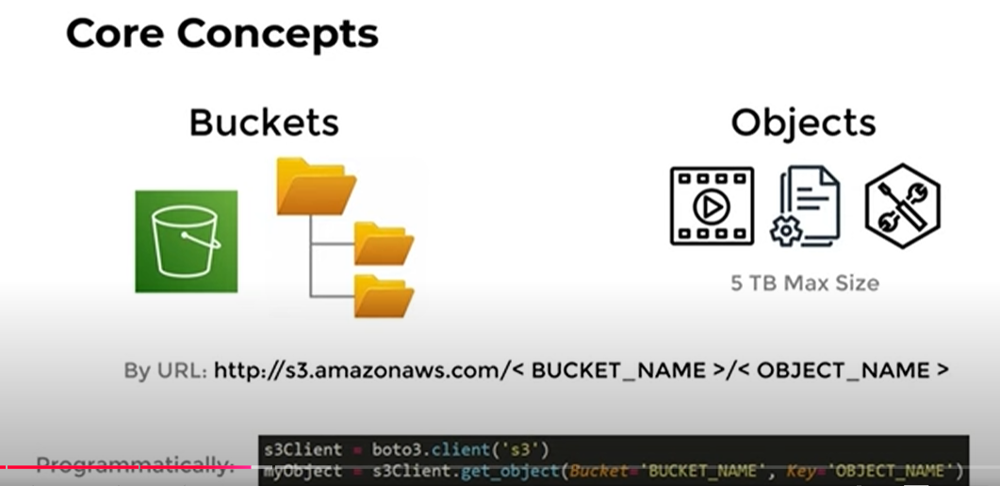 Core Concepts
Buckets
Objects
5 TB Max Size
By URL: http://s3.amazonaws.com/< BUCKET_NAME >/< OBJECT_NAME >
Programmatically:
s3Client = boto3.client('s3')
myObject = s3Client.get_object(Bucket='BUCKET_NAME', Key='OBJECT_NAME')